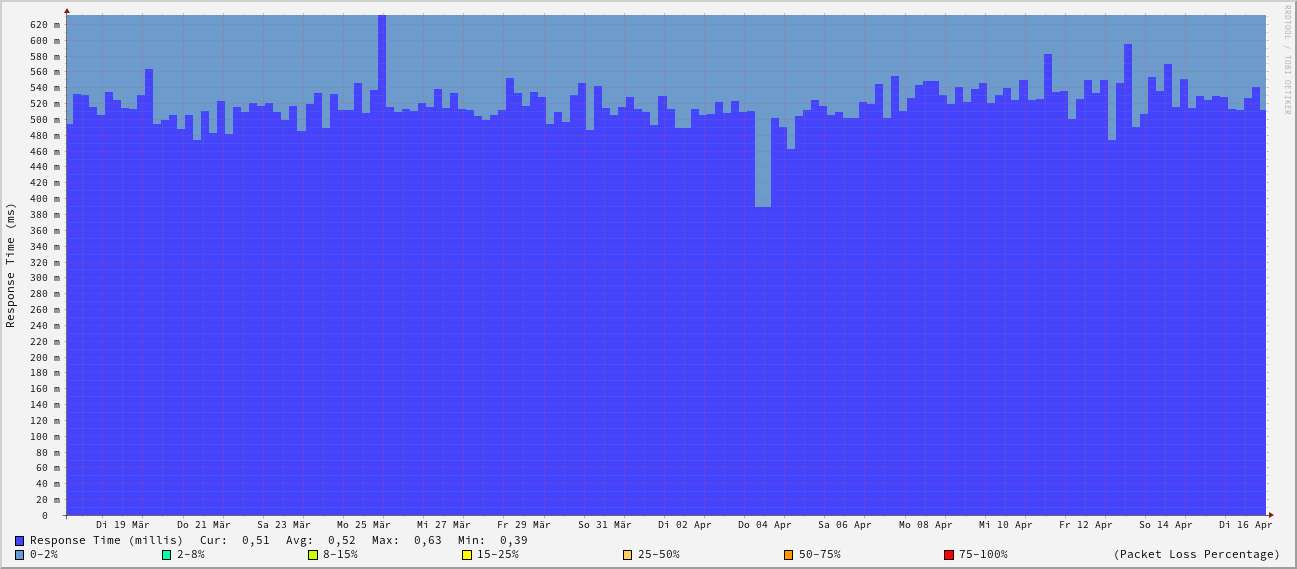 RRDTOOL / TOBI OETIKER
Response Time (ms)
620 m
600 m
580 m
560 m
540 m
520 m
500 m
480 m
460 m
440 m
420 m
400 m
380 m
360 m
340 m
320 m
300 m
280 m
260 m
240 m
220 m
200 m
180 m
160 m
140 m
120 m
100 m
80 m
60 m
40 m
20 m
0
Di 19 Mär Do 21 Mär Sa 23 Mär Mo 25 Mär Mi 27 Mär Fr 29 Mär So 31 Mär Di 02 Apr Do 04 Apr Sa 06 Apr Mo 08 Apr Mi 10 Apr Fr 12 Apr So 14 Apr Di 16 Apr
Response Time (millis) Cur: 0,51 Avg: 0,52 Max: 0,63 Min: 0,39
0-2% 2-8% 8-15% 15-25% 25-50% 50-75% 75-100% (Packet Loss Percentage)